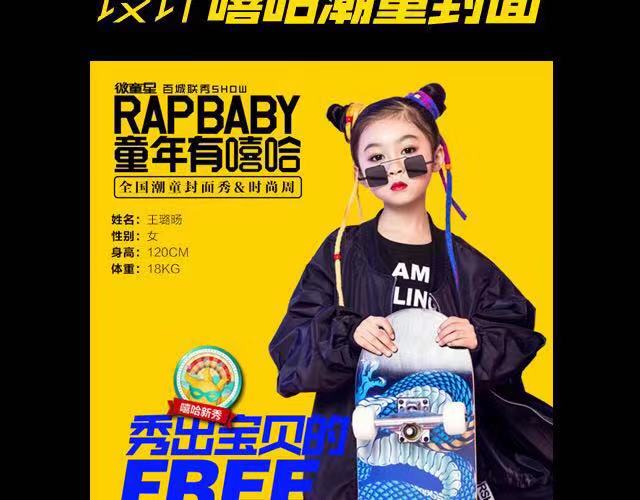 设计嘻哈潮童封面
微童星 百城联秀SHOW
RAPBABY
童年有嘻哈
全国潮童封面秀&时尚周
姓名：王璐旸
性别：女
身高：120CM
体重：18KG
AM
LING
嘻哈新秀
秀出宝贝的
FREE